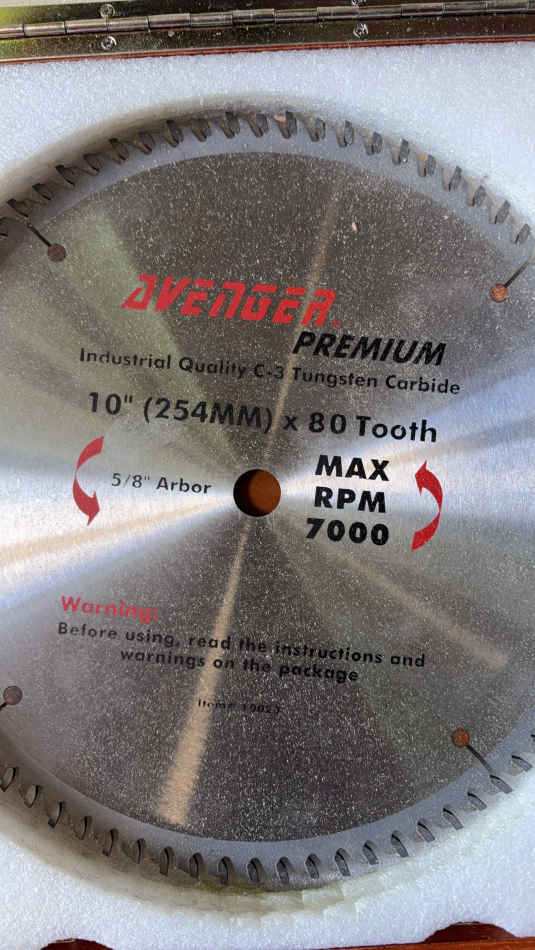 AVENGER
PREMIUM
Industrial Quality C-3 Tungsten Carbide
10" (254MM) x 80 Tooth
5/8" Arbor
MAX
RPM
7000
Warning:
Before using, read the instructions and
warnings on the package
Item#